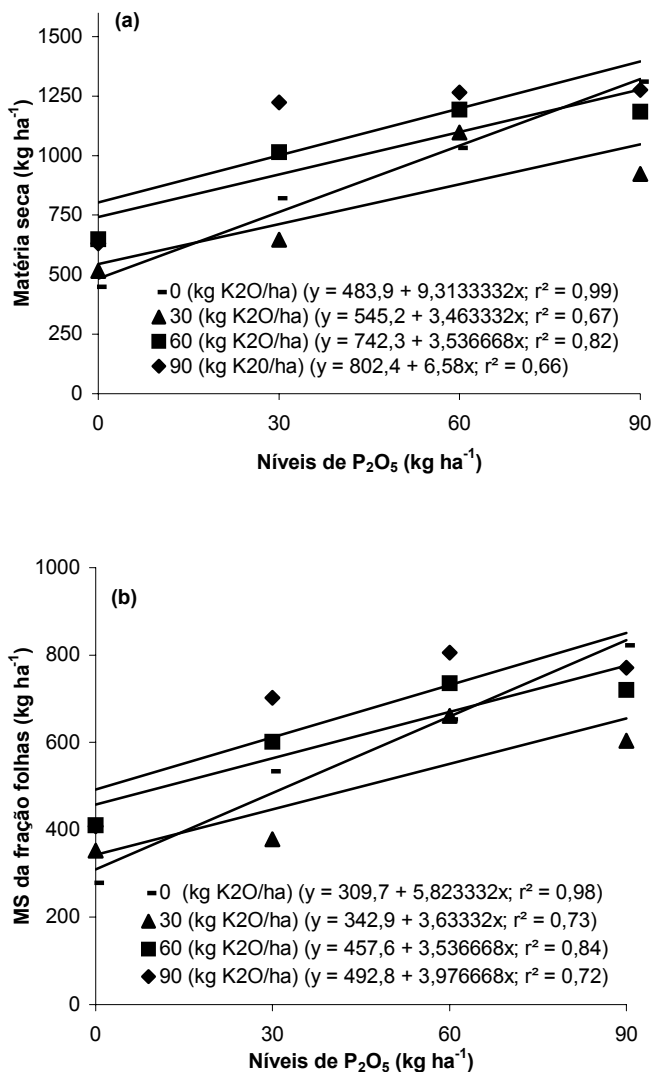 (a)
Matéria seca (kg ha-1)
1500
1250
1000
750
500
250
0
0 (kg K2O/ha) (y = 483,9 + 9,3133332x; r² = 0,99)
30 (kg K2O/ha) (y = 545,2 + 3,463332x; r² = 0,67)
60 (kg K2O/ha) (y = 742,3 + 3,536668x; r² = 0,82)
90 (kg K20/ha) (y = 802,4 + 6,58x; r² = 0,66)
0 30 60 90
Níveis de P2O5 (kg ha-1)
(b)
MS da fração folhas (kg ha-1)
1000
800
600
400
200
0
0 (kg K2O/ha) (y = 309,7 + 5,823332x; r² = 0,98)
30 (kg K2O/ha) (y = 342,9 + 3,63332x; r² = 0,73)
60 (kg K2O/ha) (y = 457,6 + 3,536668x; r² = 0,84)
90 (kg K2O/ha) (y = 492,8 + 3,976668x; r² = 0,72)
0 30 60 90
Níveis de P2O5 (kg ha-1)